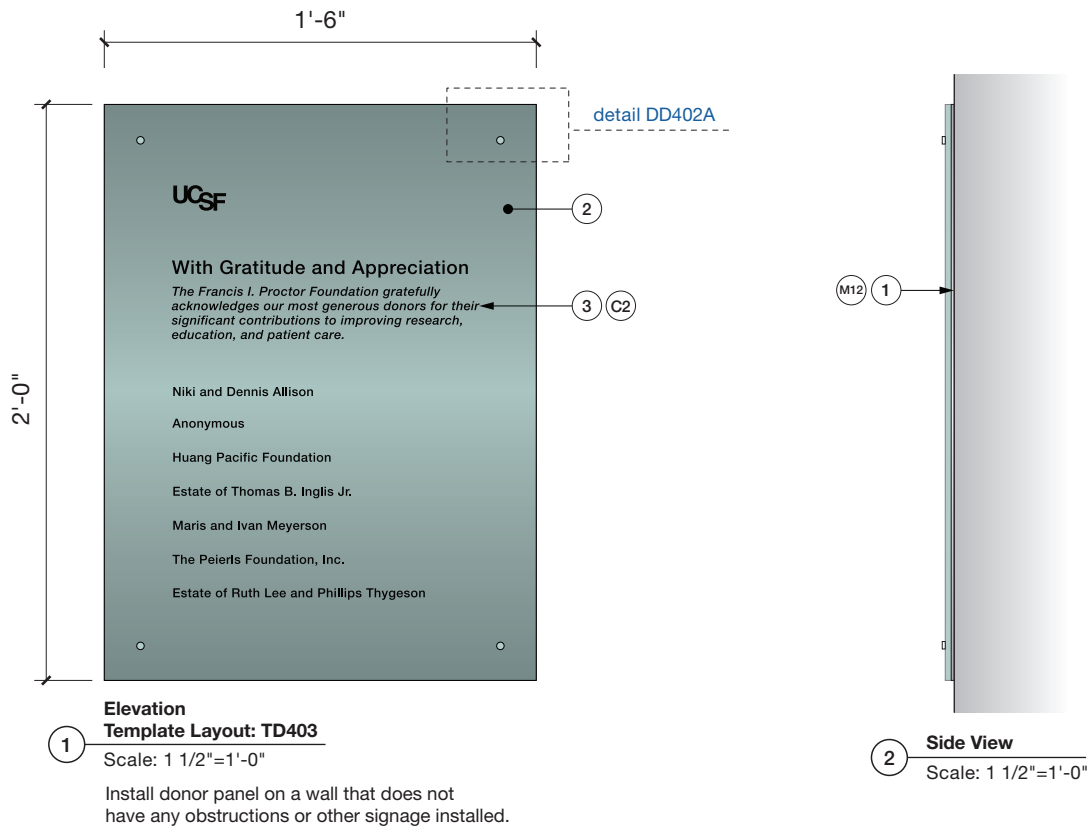 1'-6"
detail DD402A
UCSF
2
With Gratitude and Appreciation
The Francis I. Proctor Foundation gratefully
acknowledges our most generous donors for their
significant contributions to improving research,
education, and patient care.
3 C2
M12 1
2'-0"
Niki and Dennis Allison
Anonymous
Huang Pacific Foundation
Estate of Thomas B. Inglis Jr.
Maris and Ivan Meyerson
The Peierls Foundation, Inc.
Estate of Ruth Lee and Phillips Thygeson
1
Elevation
Template Layout: TD403
Scale: 1 1/2"=1'-0"
Install donor panel on a wall that does not
have any obstructions or other signage installed.
2
Side View
Scale: 1 1/2"=1'-0"